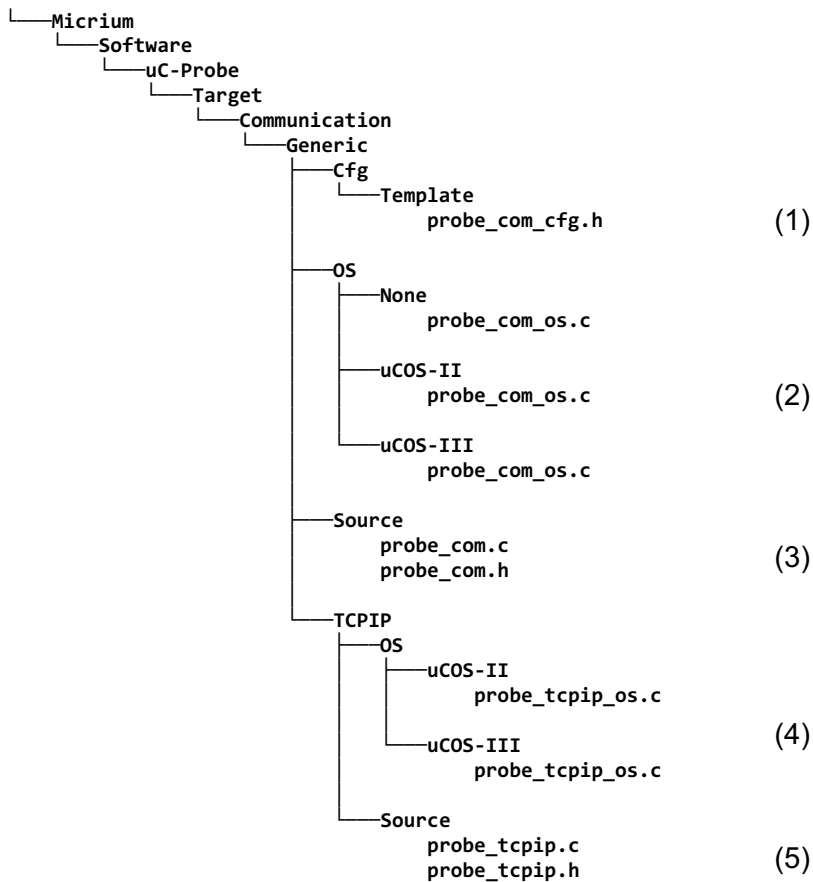 Micrium
Software
uC-Probe
Target
Communication
Generic
Cfg
Template
probe_com_cfg.h (1)
OS
None
probe_com_os.c
uCOS-II
probe_com_os.c (2)
uCOS-III
probe_com_os.c
Source
probe_com.c
probe_com.h (3)
TCPIP
OS
uCOS-II
probe_tcpip_os.c
uCOS-III (4)
probe_tcpip_os.c
Source
probe_tcpip.c
probe_tcpip.h (5)